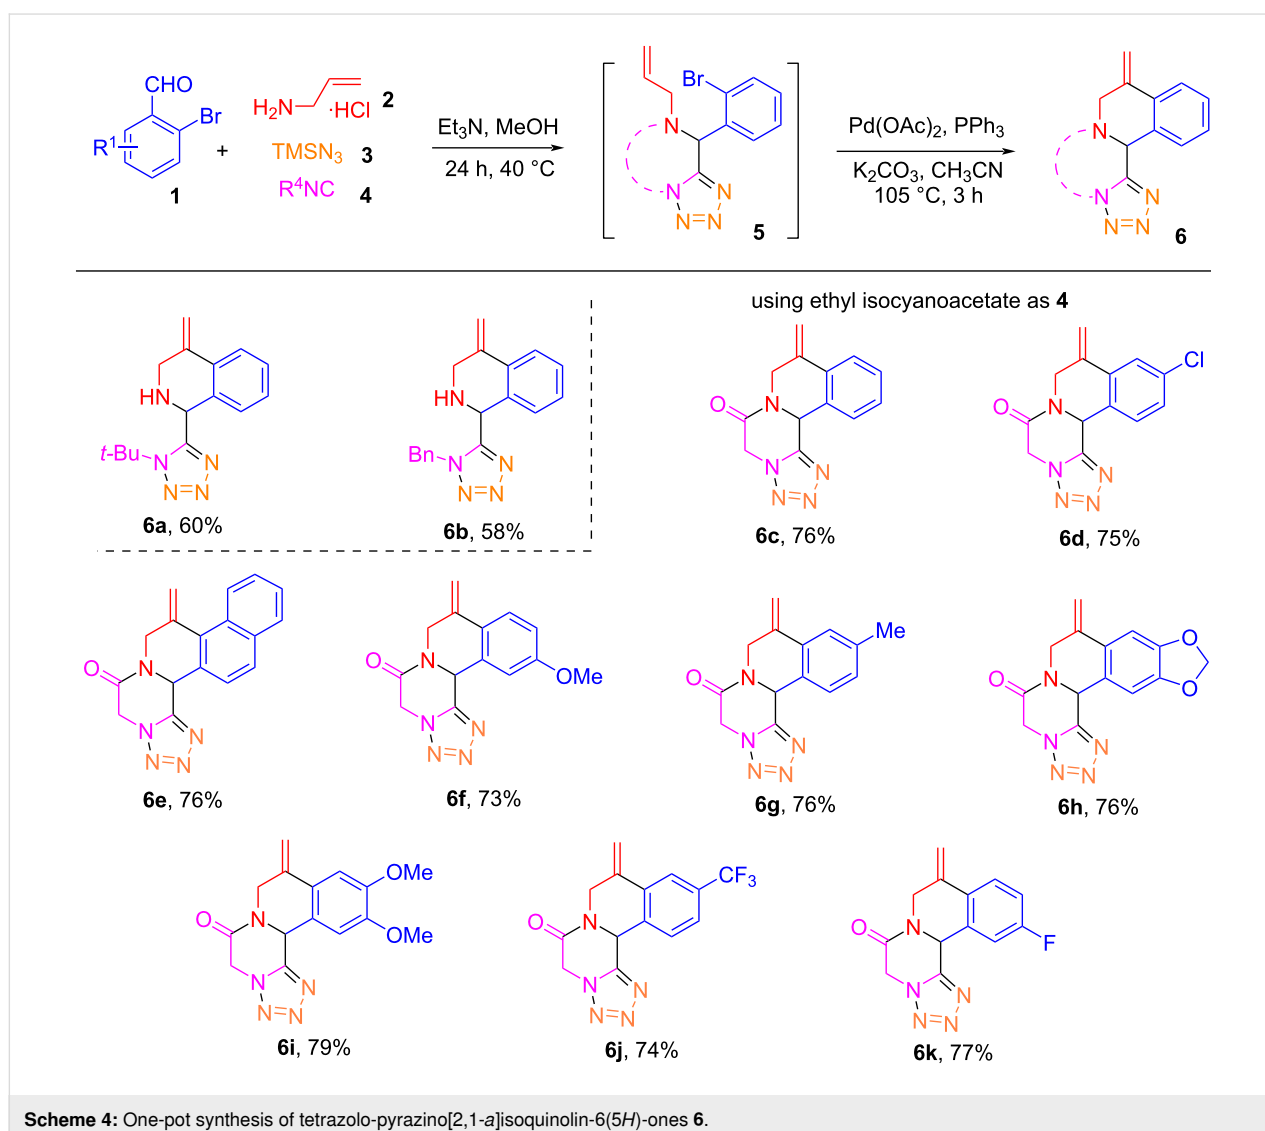 CHO
Br
R¹
1
+
H₂N
·HCl 2
TMSN₃ 3
R⁴NC 4
Et₃N, MeOH
24 h, 40 °C
Br
N
N N
N=N
5
Pd(OAc)₂, PPh₃
K₂CO₃, CH₃CN
105 °C, 3 h
N
N N
N=N
6
using ethyl isocyanoacetate as 4
HN
t-Bu N N
N=N
6a, 60%
HN
Bn N N
N=N
6b, 58%
O N
N N
N=N
6c, 76%
Cl
O N
N N
N=N
6d, 75%
O N
N N
N=N
6e, 76%
O N
OMe
N N
N=N
6f, 73%
Me
O N
N N
N=N
6g, 76%
O
O N O
N N
N=N
6h, 76%
OMe
O N
OMe
N N
N=N
6i, 79%
CF₃
O N
N N
N=N
6j, 74%
O N
F
N N
N=N
6k, 77%
Scheme 4: One-pot synthesis of tetrazolo-pyrazino[2,1-a]isoquinolin-6(5H)-ones 6.